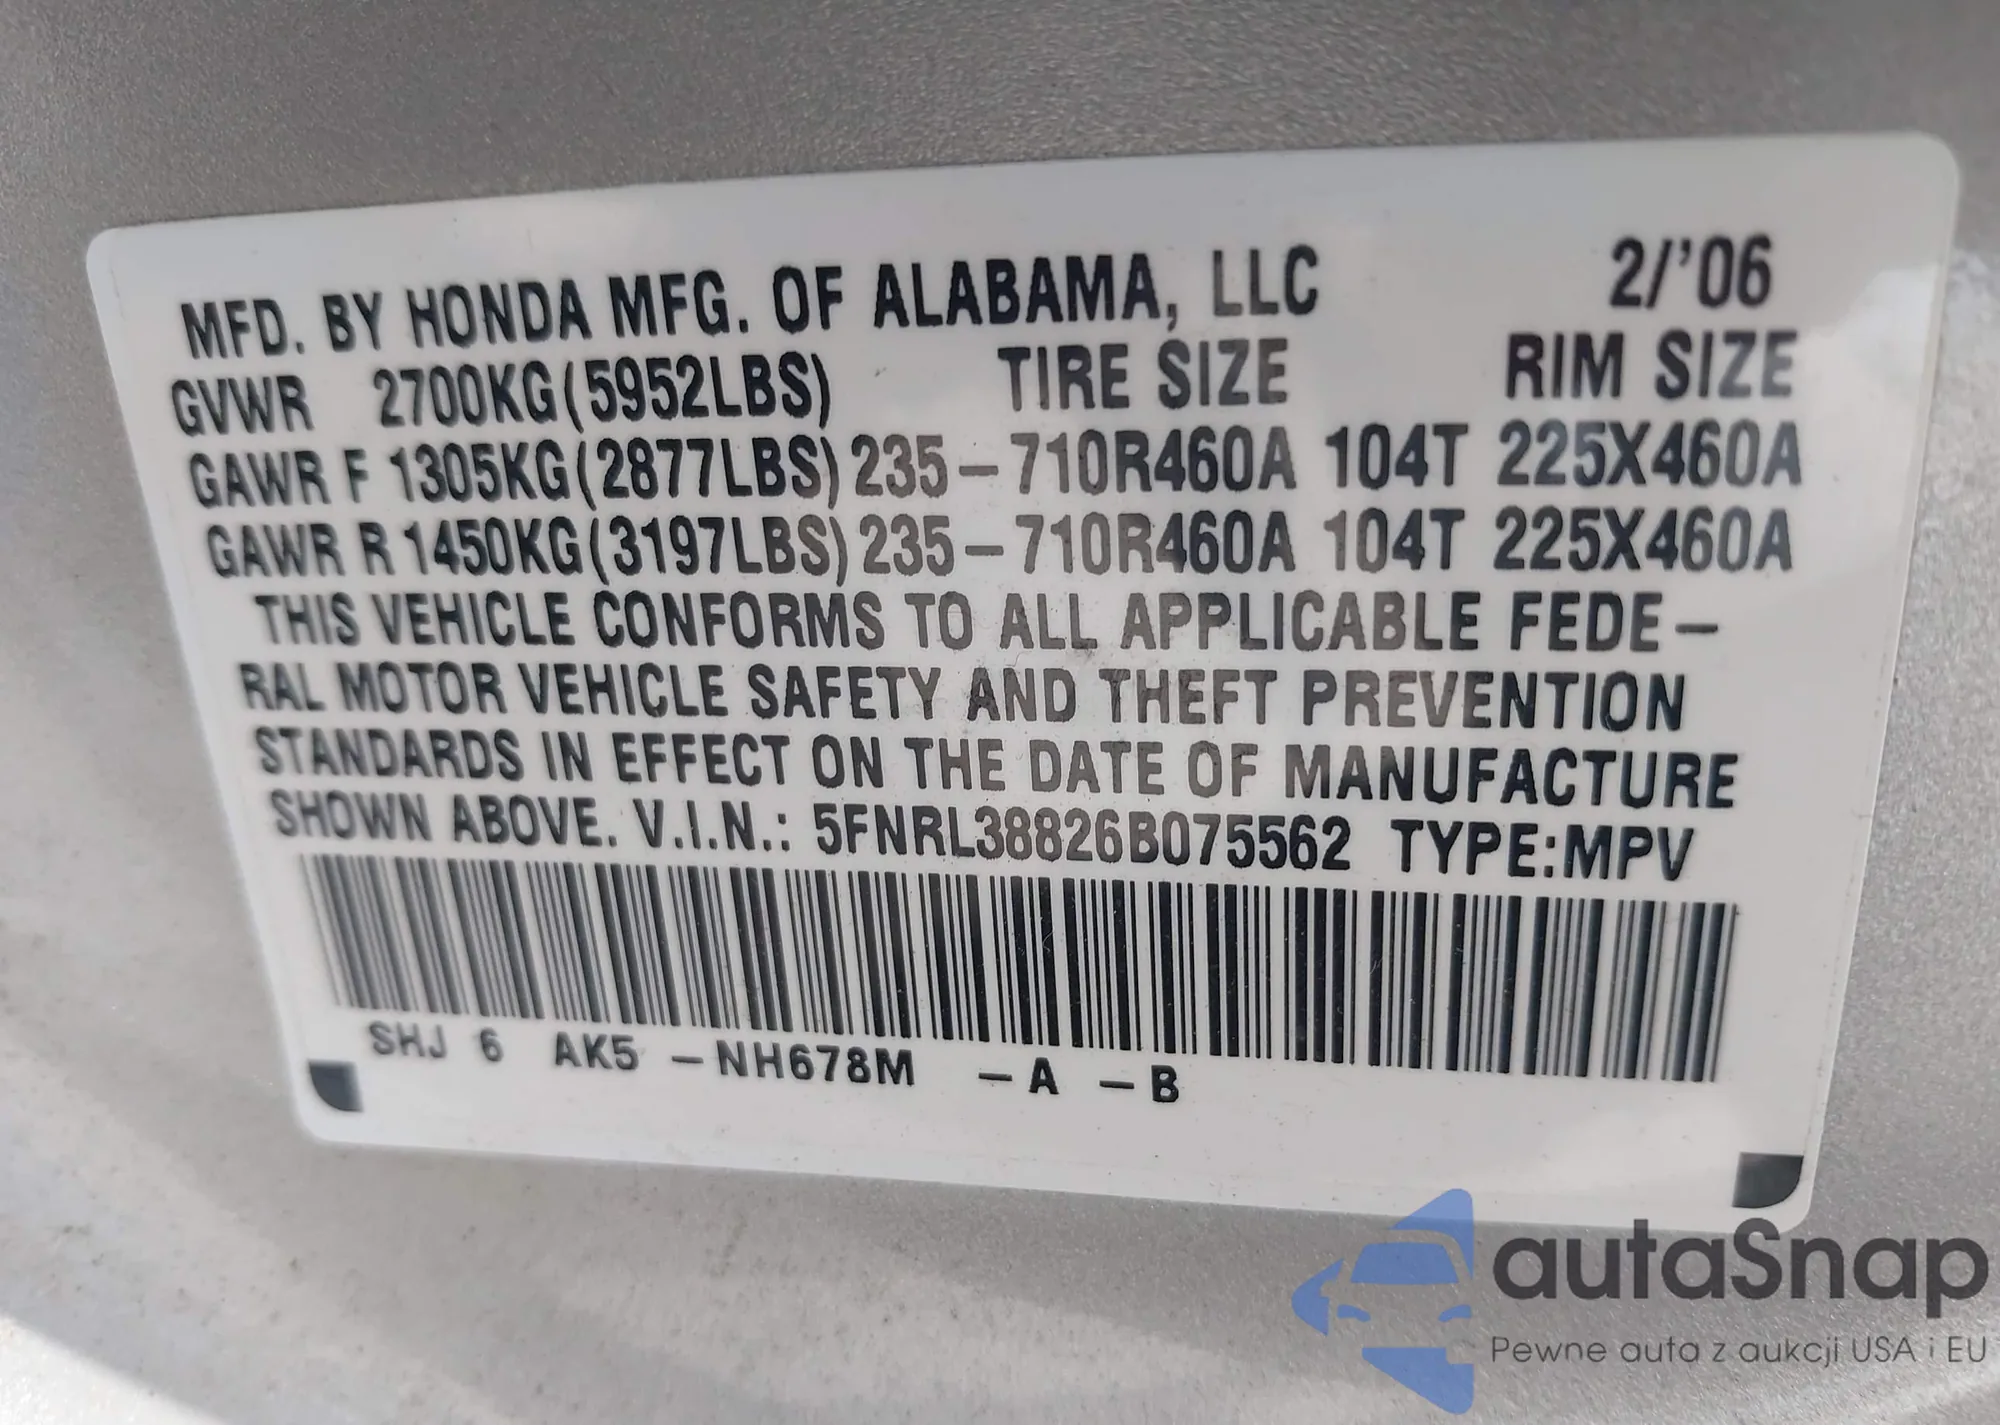 MFD. BY HONDA MFG. OF ALABAMA, LLC 2/'06
GVWR 2700KG(5952LBS) TIRE SIZE RIM SIZE
GAWR F 1305KG(2877LBS) 235-710R460A 104T 225X460A
GAWR R 1450KG(3197LBS) 235-710R460A 104T 225X460A
THIS VEHICLE CONFORMS TO ALL APPLICABLE FEDE-
RAL MOTOR VEHICLE SAFETY AND THEFT PREVENTION
STANDARDS IN EFFECT ON THE DATE OF MANUFACTURE
SHOWN ABOVE. V.I.N.: 5FNRL38826B075562 TYPE:MPV
SHJ 6 AK5 -NH678M -A -B
autaSnap
Pewne auta z aukcji USA i EU